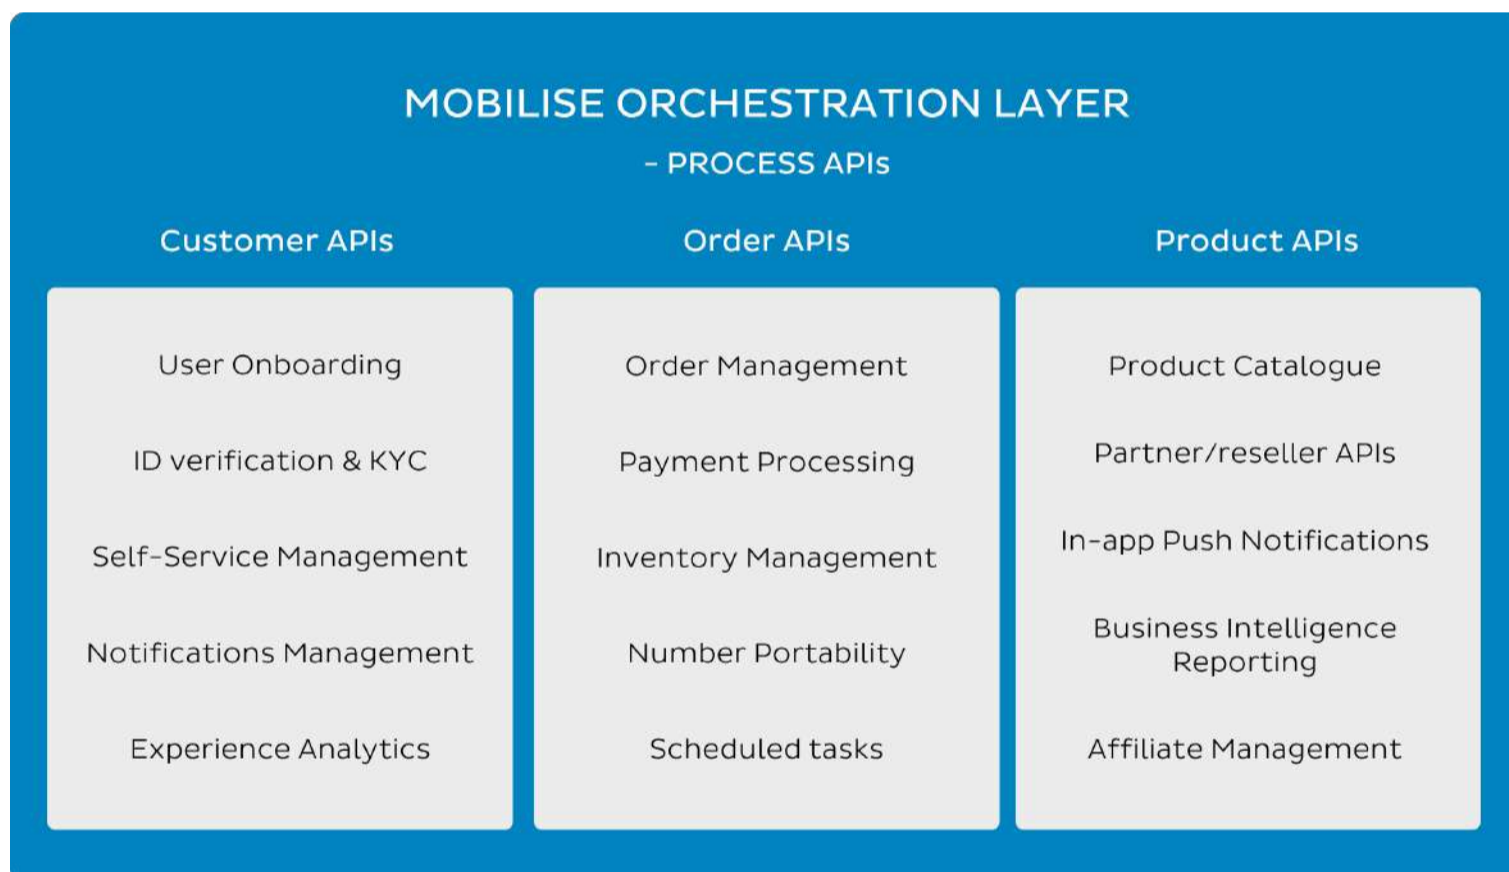 MOBILISE ORCHESTRATION LAYER
- PROCESS APIs
Customer APIs
User Onboarding
ID verification & KYC
Self-Service Management
Notifications Management
Experience Analytics
Order APIs
Order Management
Payment Processing
Inventory Management
Number Portability
Scheduled tasks
Product APIs
Product Catalogue
Partner/reseller APIs
In-app Push Notifications
Business Intelligence
Reporting
Affiliate Management